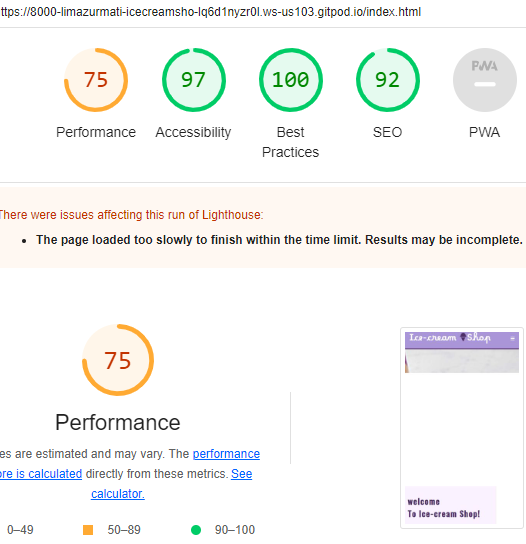 ttps://8000-limazurmati-icecreamsho-lq6d1nyzr0l.ws-us103.gitpod.io/index.html
75
97
100
92
PWA
Performance
Accessibility
Best
Practices
SEO
PWA
There were issues affecting this run of Lighthouse:
• The page loaded too slowly to finish within the time limit. Results may be incomplete.
75
Performance
es are estimated and may vary. The performance
ore is calculated directly from these metrics. See
calculator.
0–49
50–89
90–100
Ice-cream Shop
welcome
To Ice-cream Shop!